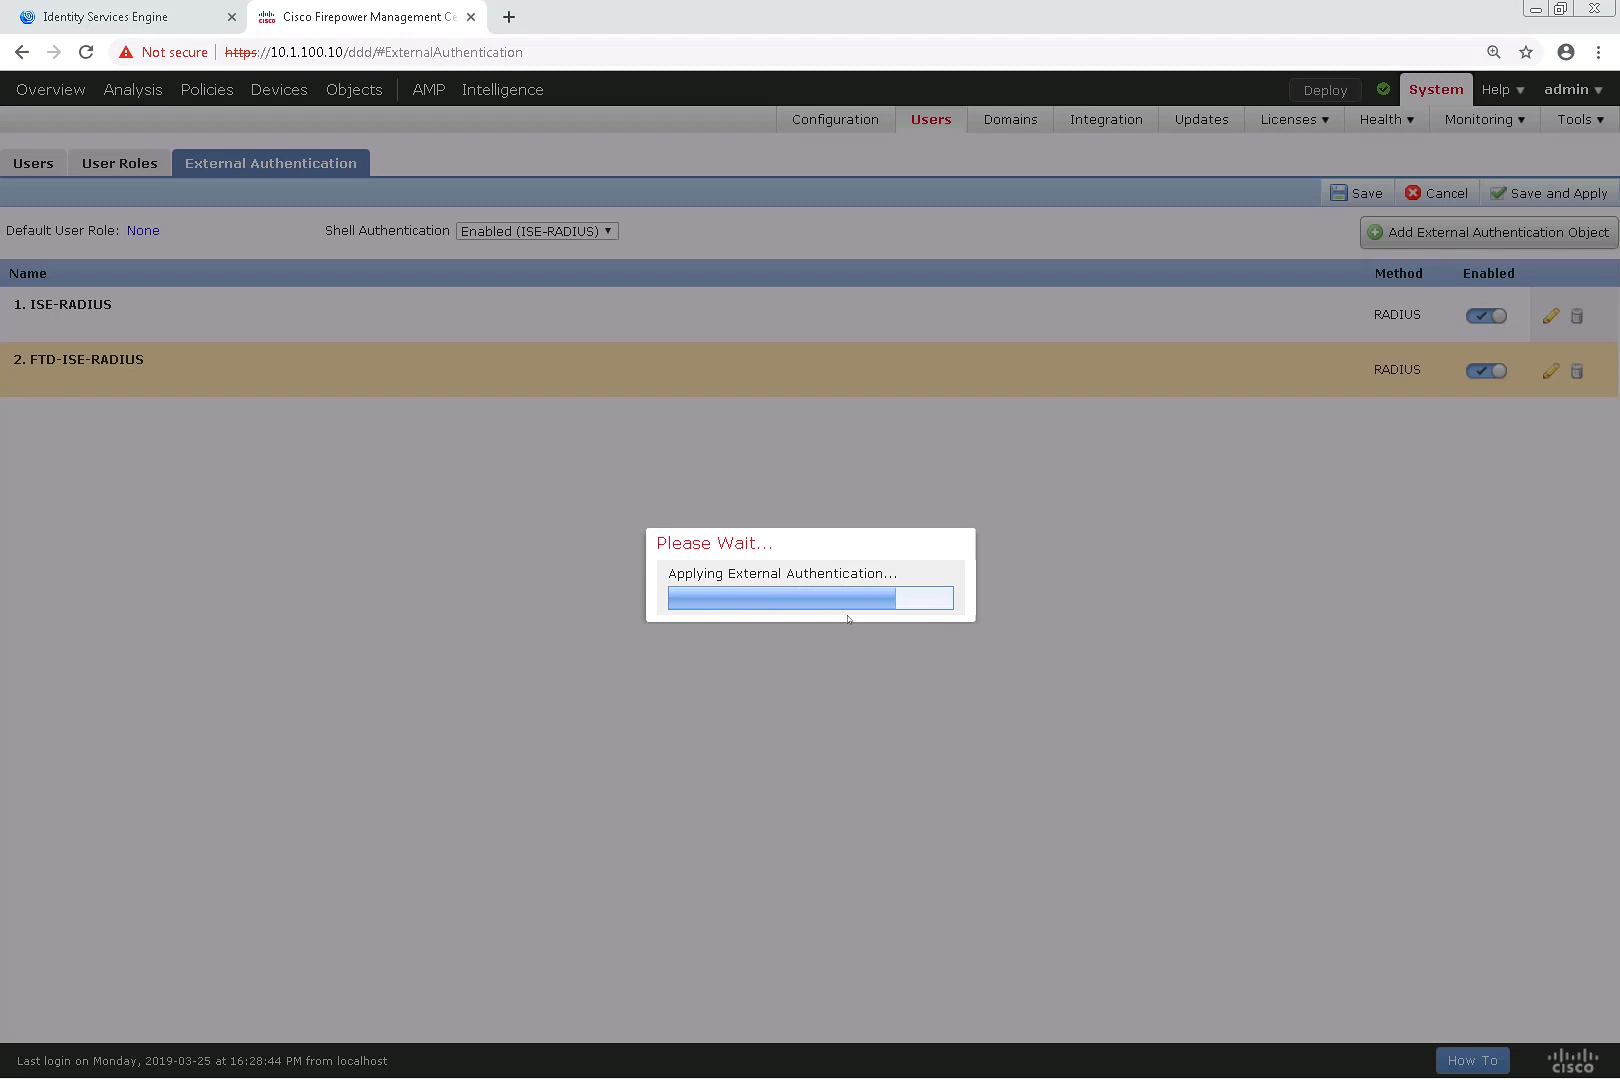 Identity Services Engine
Cisco Firepower Management Ce
Not secure https://10.1.100.10/ddd/#ExternalAuthentication
Overview Analysis Policies Devices Objects AMP Intelligence Deploy System Help admin
Configuration Users Domains Integration Updates Licenses Health Monitoring Tools
Users User Roles External Authentication
Save Cancel Save and Apply
Default User Role: None Shell Authentication Enabled (ISE-RADIUS) Add External Authentication Object
Name Method Enabled
1. ISE-RADIUS
RADIUS
2. FTD-ISE-RADIUS
RADIUS
Please Wait...
Applying External Authentication...
Last login on Monday, 2019-03-25 at 16:28:44 PM from localhost How To
cisco